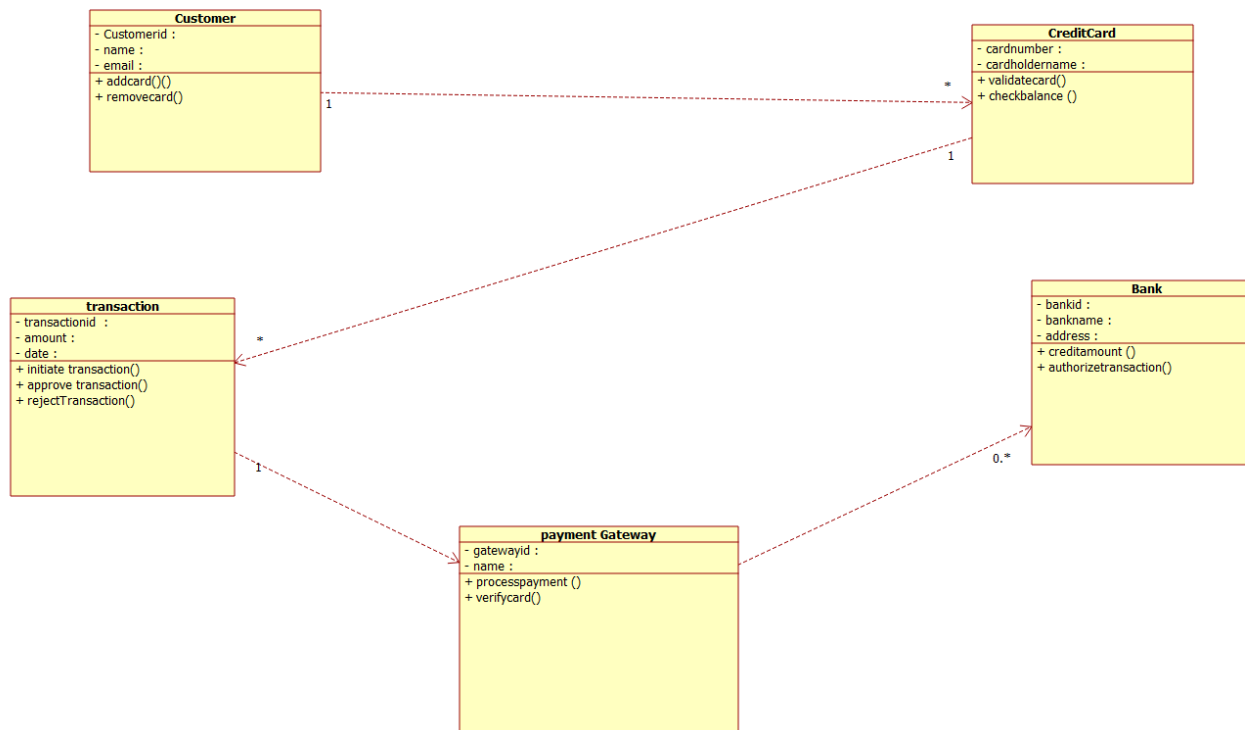 Customer
- Customerid :
- name :
- email :
+ addcard()()
+ removecard()
1
*
CreditCard
- cardnumber :
- cardholdername :
+ validatecard()
+ checkbalance ()
1
transaction
- transactionid :
- amount :
- date :
+ initiate transaction()
+ approve transaction()
+ rejectTransaction()
*
1
Bank
- bankid :
- bankname :
- address :
+ creditamount ()
+ authorizetransaction()
0.*
payment Gateway
- gatewayid :
- name :
+ processpayment ()
+ verifycard()